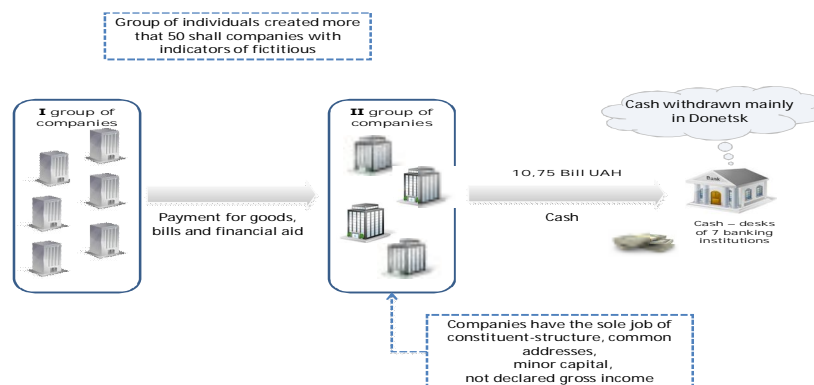 Group of individuals created more
that 50 shall companies with
indicators of fictitious
I group of
companies
II group of
companies
Cash withdrawn mainly
in Donetsk
10,75 Bill UAH
Bank
Payment for goods,
bills and financial aid
Cash
Cash – desks
of 7 banking
institutions
Companies have the sole job of
constituent-structure, common
addresses,
minor capital,
not declared gross income